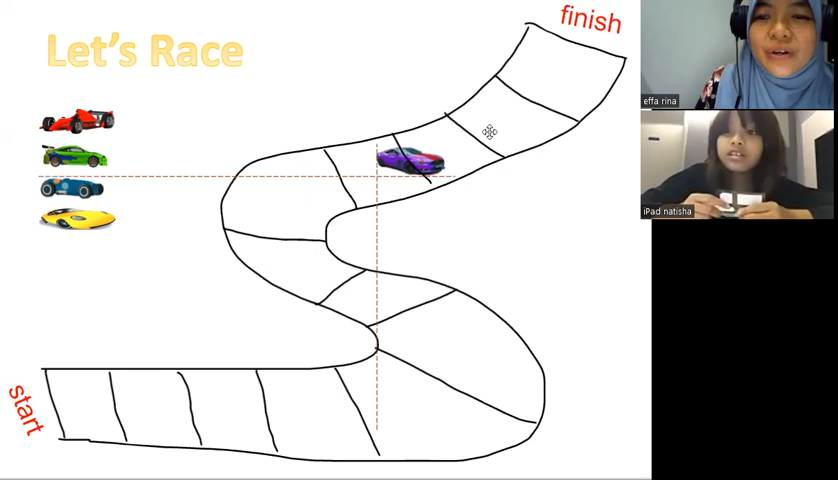 Let's Race
finish
start
effa rina
iPad natisha